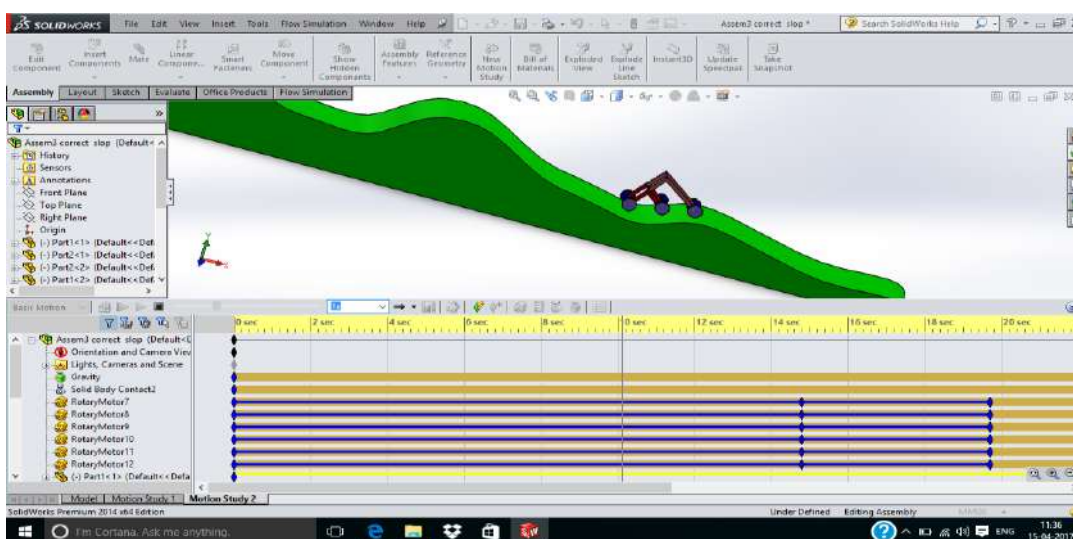 SOLIDWORKS File Edit View Insert Tools Flow Simulation Window Help Assem3 correct slop * Search SolidWorks Help
Edit Component Insert Components Mate Linear Compone... Smart Fasteners Move Component Show Hidden Components Assembly Features Reference Geometry New Motion Study Bill of Materials Exploded View Explode Line Sketch Instant3D Update Speedpak Take Snapshot
Assembly Layout Sketch Evaluate Office Products Flow Simulation
Assem3 correct slop (Default<
History
Sensors
Annotations
Front Plane
Top Plane
Right Plane
Origin
(-) Part1<1> (Default<<Def
(-) Part2<1> (Default<<Def
(-) Part2<2> (Default<<Def
(-) Part1<2> (Default<<Def
Basic Motion
0 sec 2 sec 4 sec 6 sec 8 sec 12 sec 14 sec 16 sec 18 sec 20 sec
Assem3 correct slop (Default<
Orientation and Camera View
Lights, Cameras and Scene
Gravity
Solid Body Contact2
RotaryMotor7
RotaryMotor8
RotaryMotor9
RotaryMotor10
RotaryMotor11
RotaryMotor12
(-) Part1<1> (Default<<Defa
Model Motion Study 1 Motion Study 2
SolidWorks Premium 2014 x64 Edition Under Defined Editing Assembly MMGS
I'm Cortana. Ask me anything. ENG 11:36
15-04-2017